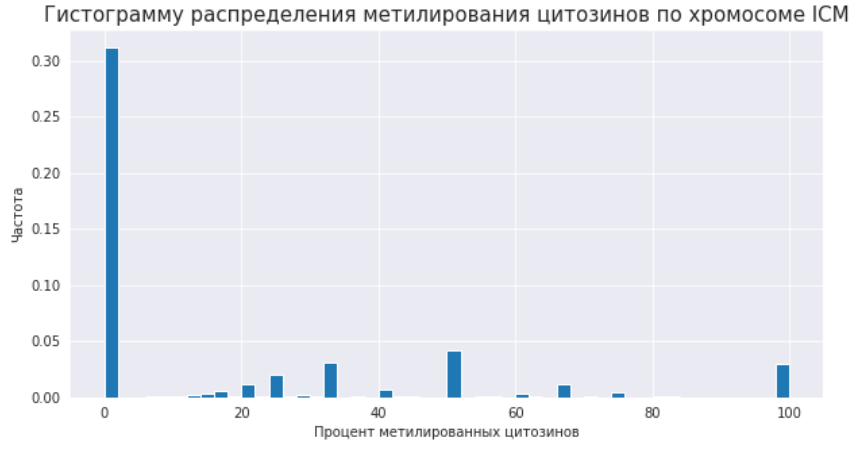 Гистограмму распределения метилирования цитозинов по хромосоме ICM
0.30
0.25
0.20
0.15
0.10
0.05
0.00
Частота
0 20 40 60 80 100
Процент метилированных цитозинов